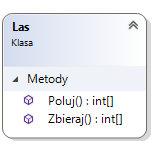 Las
Klasa
Metody
Poluj() : int[]
Zbieraj() : int[]